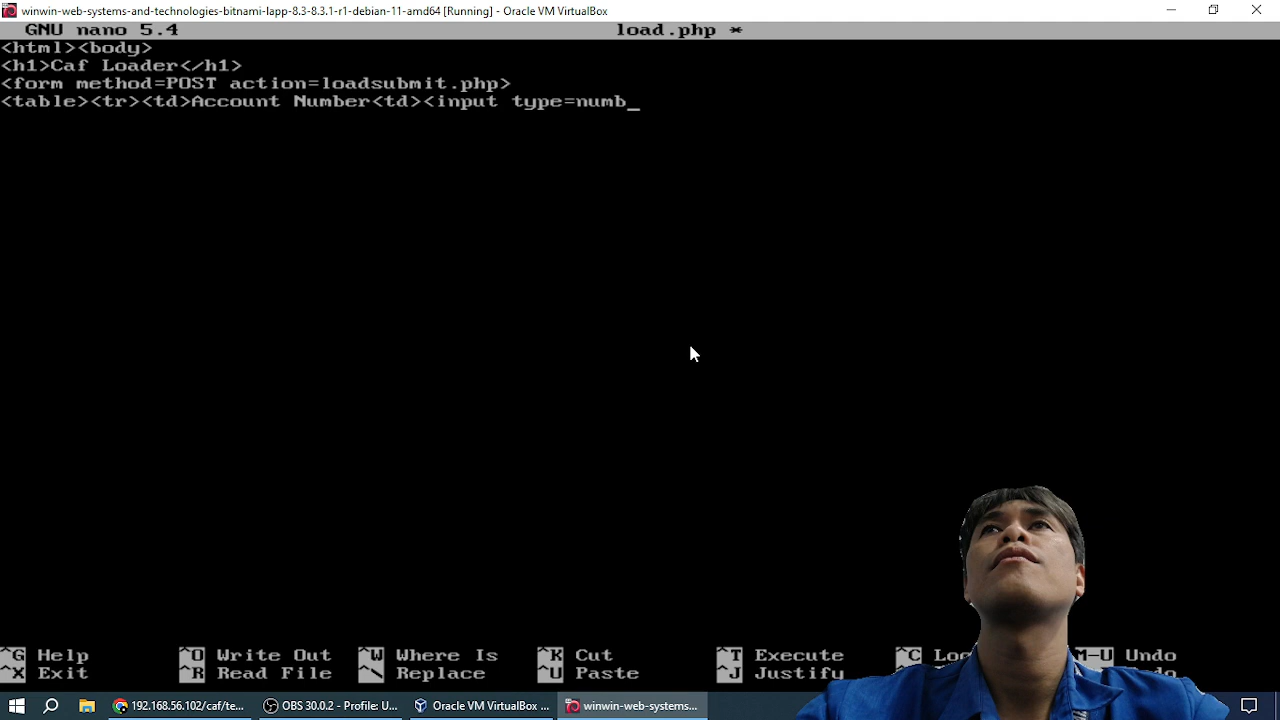 winwin-web-systems-and-technologies-bitnami-lapp-8.3-8.3.1-r1-debian-11-amd64 [Running] - Oracle VM VirtualBox
GNU nano 5.4 load.php *
<html><body>
<h1>Caf Loader</h1>
<form method=POST action=loadsubmit.php>
<table><tr><td>Account Number<td><input type=numb_
^G Help ^O Write Out ^W Where Is ^K Cut ^T Execute ^C M-U Undo
^X Exit ^R Read File ^\ Replace ^U Paste ^J Justify
192.168.56.102/caf/te... OBS 30.0.2 - Profile: U... Oracle VM VirtualBox ... winwin-web-systems...